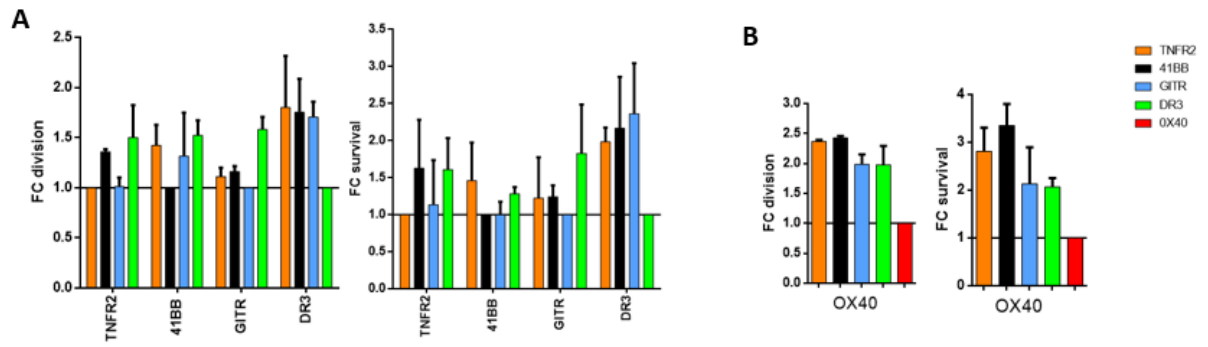 A
FC division
2.5
2.0
1.5
1.0
0.5
0.0
TNFR2
41BB
GITR
DR3
FC survival
3.5
3.0
2.5
2.0
1.5
1.0
0.5
0.0
TNFR2
41BB
GITR
DR3
B
FC division
3.0
2.5
2.0
1.5
1.0
0.5
0.0
OX40
FC survival
4
3
2
1
0
OX40
TNFR2
41BB
GITR
DR3
0X40